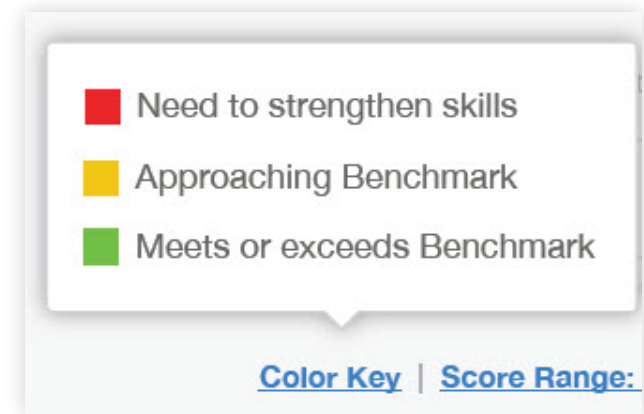 Need to strengthen skills
Approaching Benchmark
Meets or exceeds Benchmark
Color Key | Score Range: